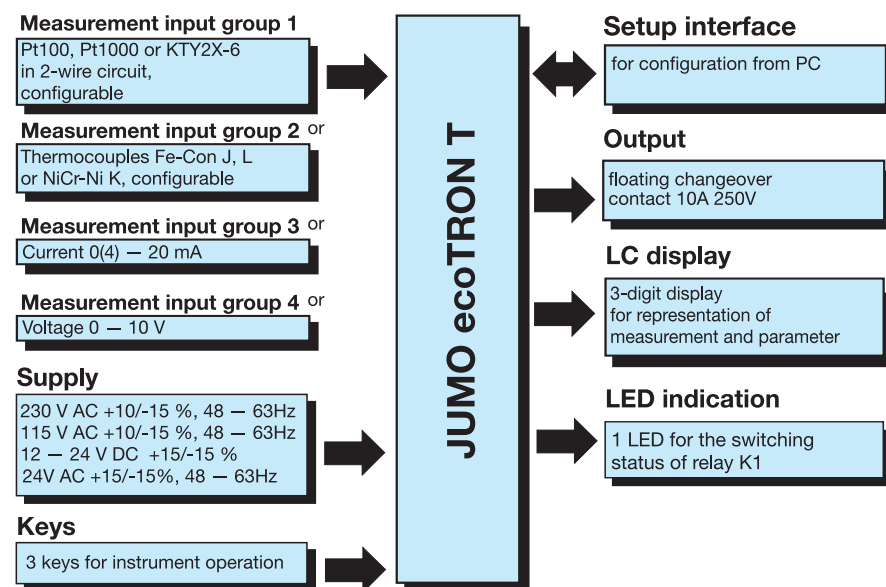 Measurement input group 1
Pt100, Pt1000 or KTY2X-6
in 2-wire circuit,
configurable
Measurement input group 2 or
Thermocouples Fe-Con J, L
or NiCr-Ni K, configurable
Measurement input group 3 or
Current 0(4) — 20 mA
Measurement input group 4 or
Voltage 0 — 10 V
Supply
230 V AC +10/-15 %, 48 — 63Hz
115 V AC +10/-15 %, 48 — 63Hz
12 — 24 V DC +15/-15 %
24V AC +15/-15%, 48 — 63Hz
Keys
3 keys for instrument operation
JUMO ecoTRON T
Setup interface
for configuration from PC
Output
floating changeover
contact 10A 250V
LC display
3-digit display
for representation of
measurement and parameter
LED indication
1 LED for the switching
status of relay K1